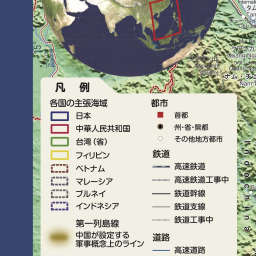 凡例
各国の主張海域
日本
中華人民共和国
台湾（省）
フィリピン
ベトナム
マレーシア
ブルネイ
インドネシア
第一列島線
中国が設定する
軍事概念上のライン
都市
首都
州・省・県都
その他地方都市
鉄道
高速鉄道
高速鉄道工事中
鉄道幹線
鉄道支線
鉄道工事中
道路
高速道路